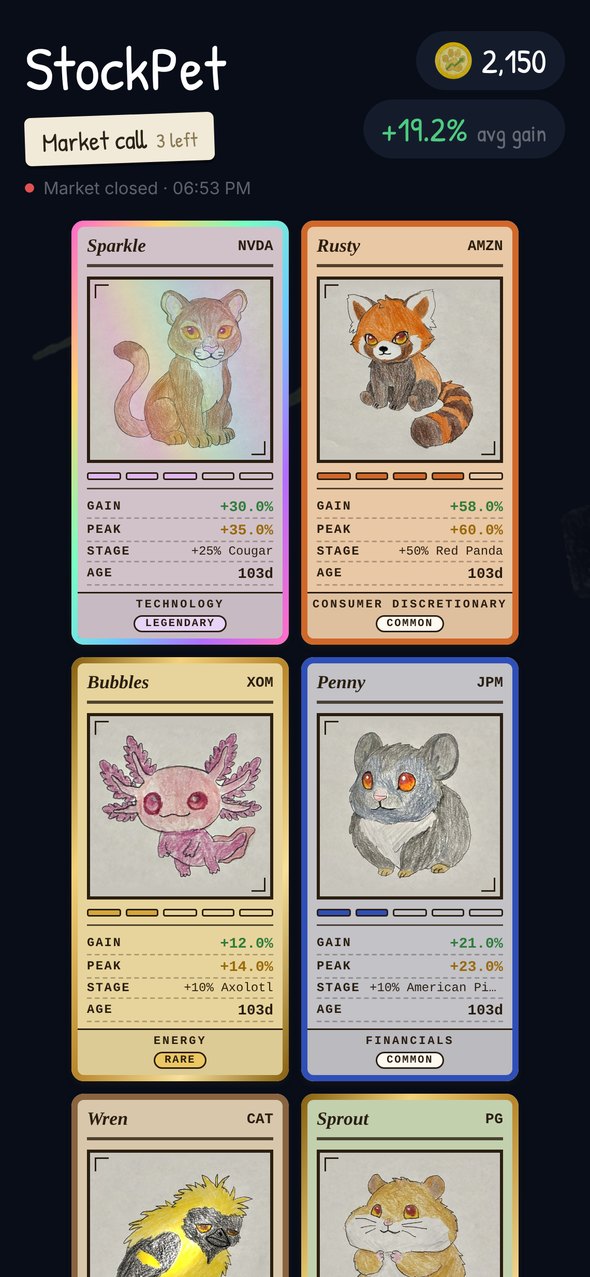 StockPet
2,150
Market call 3 left
+19.2% avg gain
Market closed · 06:53 PM
Sparkle NVDA
GAIN +30.0%
PEAK +35.0%
STAGE +25% Cougar
AGE 103d
TECHNOLOGY
LEGENDARY
Rusty AMZN
GAIN +58.0%
PEAK +60.0%
STAGE +50% Red Panda
AGE 103d
CONSUMER DISCRETIONARY
COMMON
Bubbles XOM
GAIN +12.0%
PEAK +14.0%
STAGE +10% Axolotl
AGE 103d
ENERGY
RARE
Penny JPM
GAIN +21.0%
PEAK +23.0%
STAGE +10% American Pi…
AGE 103d
FINANCIALS
COMMON
Wren CAT
Sprout PG